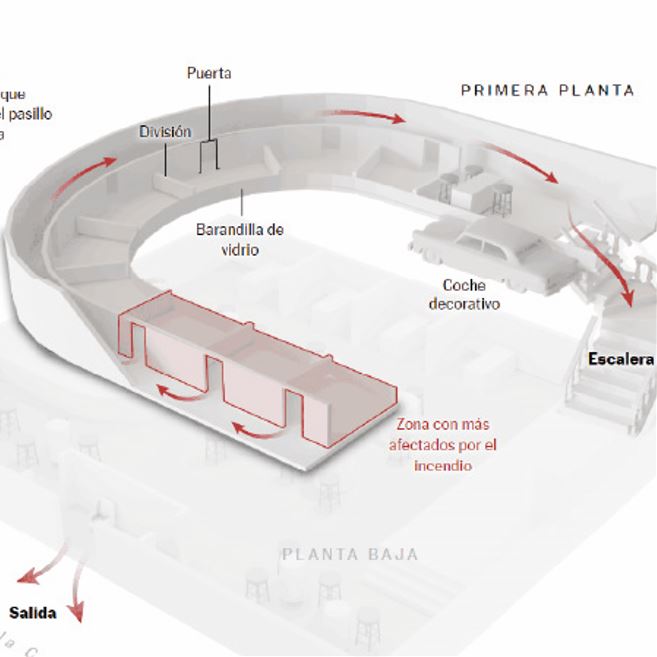 Puerta
PRIMERA PLANTA
que
el pasillo
a
División
Barandilla de
vidrio
Coche
decorativo
Escalera
Zona con más
afectados por el
incendio
PLANTA BAJA
Salida
la C